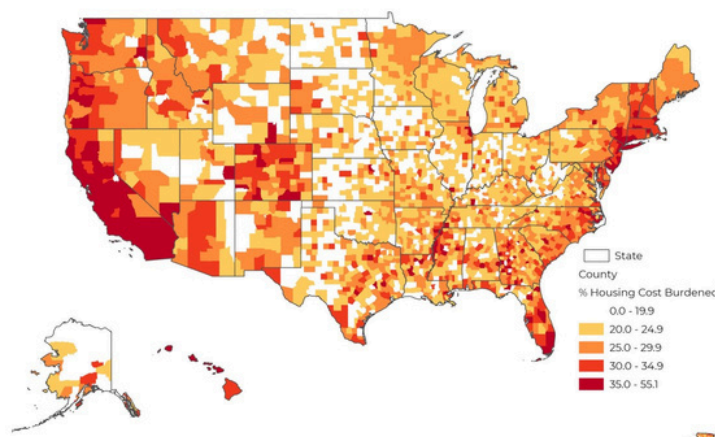 State
County
% Housing Cost Burdened
0.0 - 19.9
20.0 - 24.9
25.0 - 29.9
30.0 - 34.9
35.0 - 55.1